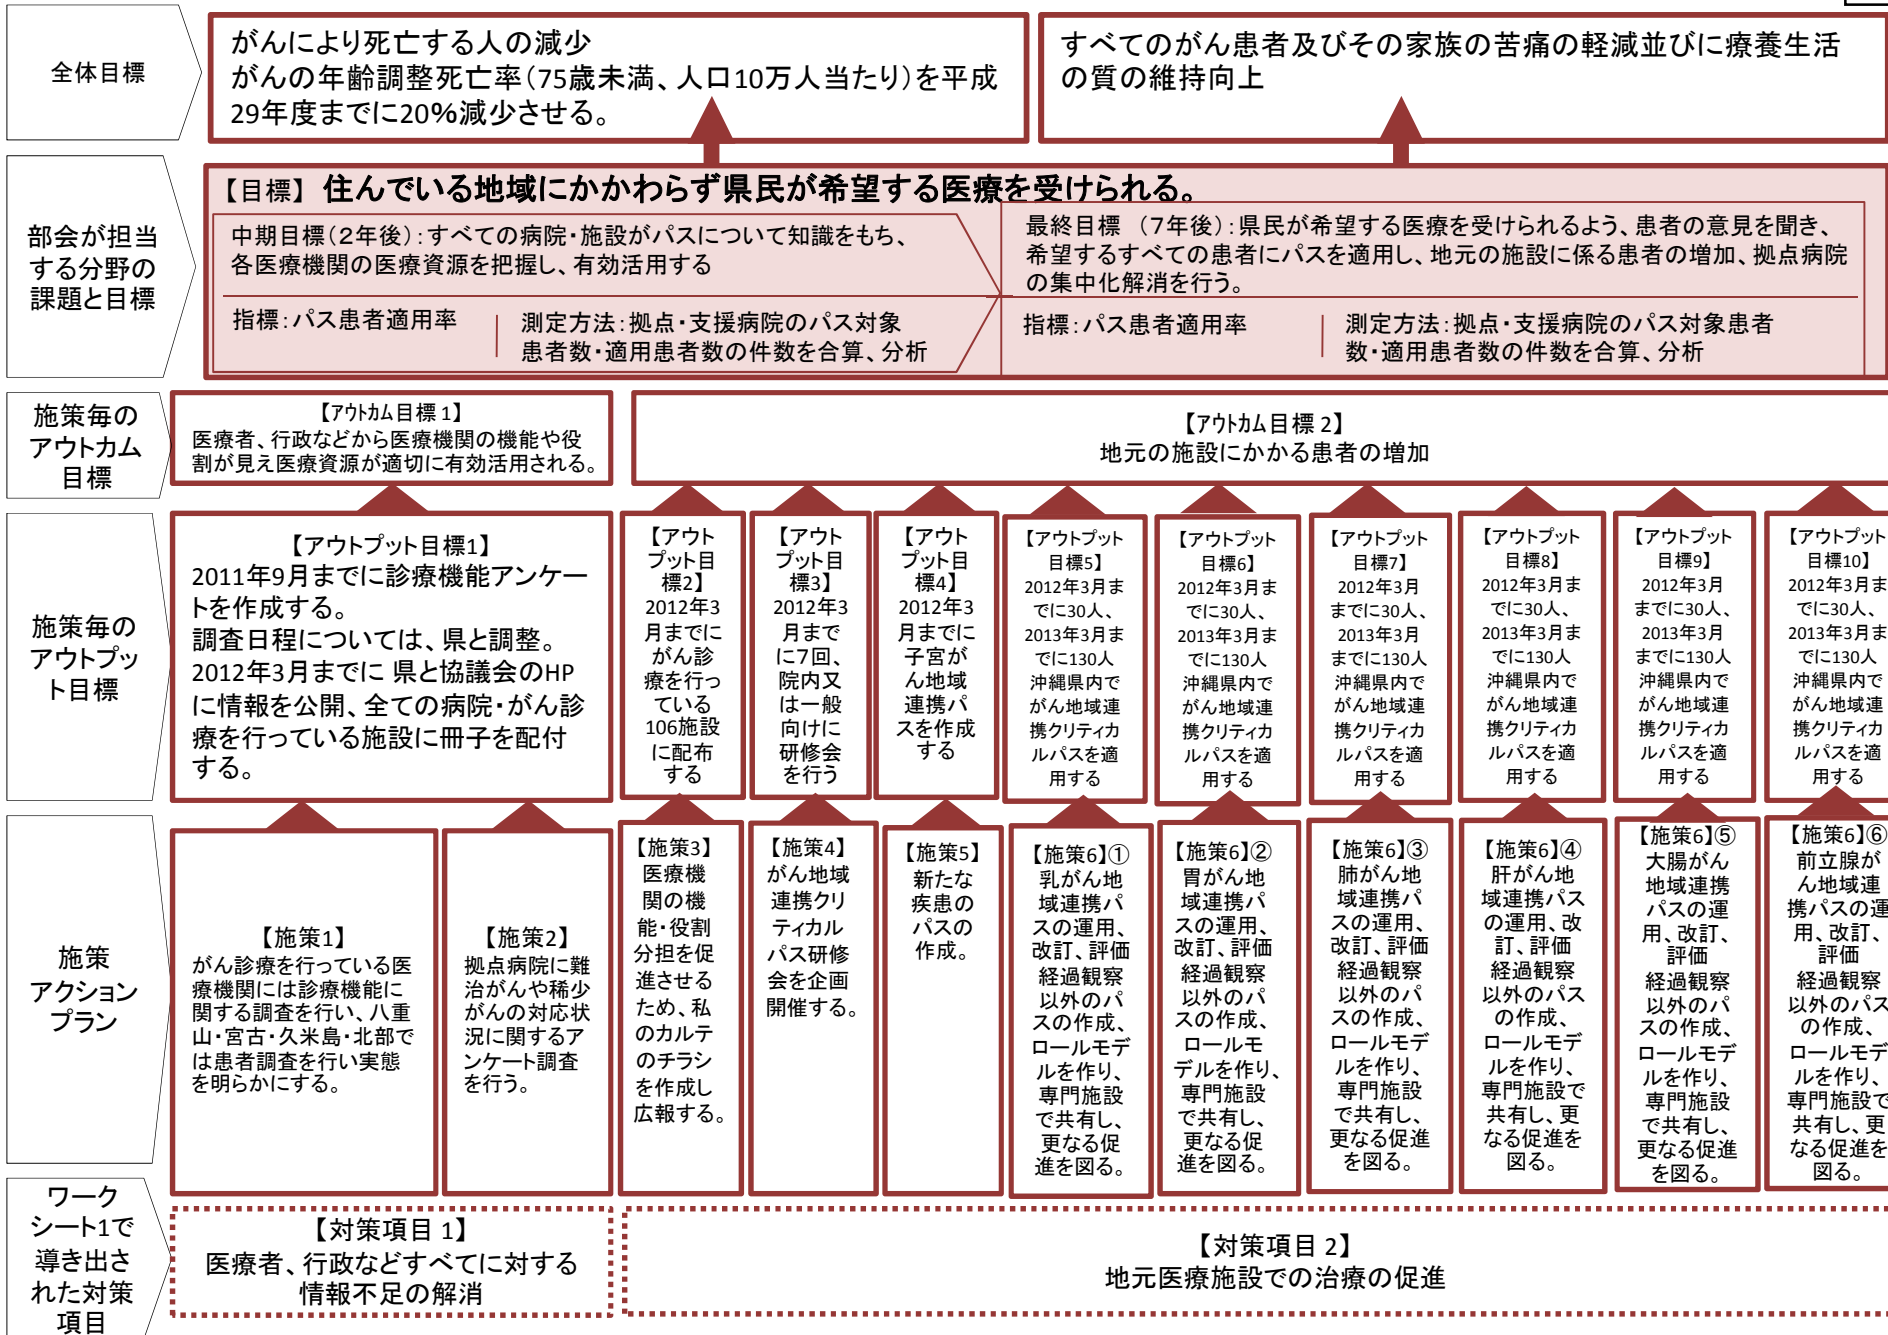 全体目標
がんにより死亡する人の減少
がんの年齢調整死亡率(75歳未満、人口10万人当たり)を平成
29年度までに20%減少させる。
すべてのがん患者及びその家族の苦痛の軽減並びに療養生活
の質の維持向上
部会が担当
する分野の
課題と目標
【目標】 住んでいる地域にかかわらず県民が希望する医療を受けられる。
中期目標(2年後):すべての病院・施設がパスについて知識をもち、
各医療機関の医療資源を把握し、有効活用する
指標:パス患者適用率
測定方法:拠点・支援病院のパス対象
患者数・適用患者数の件数を合算、分析
最終目標 (7年後):県民が希望する医療を受けられるよう、患者の意見を聞き、
希望するすべての患者にパスを適用し、地元の施設に係る患者の増加、拠点病院
の集中化解消を行う。
指標:パス患者適用率
測定方法:拠点・支援病院のパス対象患者
数・適用患者数の件数を合算、分析
施策毎の
アウトカム
目標
【アウトカム目標1】
医療者、行政などから医療機関の機能や役
割が見え医療資源が適切に有効活用される。
【アウトカム目標2】
地元の施設にかかる患者の増加
施策毎の
アウトプッ
ト目標
【アウトプット目標1】
2011年9月までに診療機能アンケー
トを作成する。
調査日程については、県と調整。
2012年3月までに 県と協議会のHP
に情報を公開、全ての病院・がん診
療を行っている施設に冊子を配付
する。
【アウト
プット目
標2】
2012年3
月までに
がん診
療を行っ
ている
106施設
に配布
する
【アウト
プット目
標3】
2012年3
月まで
に7回、
院内又
は一般
向けに
研修会
を行う
【アウト
プット目
標4】
2012年3
月までに
子宮が
ん地域
連携パ
スを作成
する
【アウトプット
目標5】
2012年3月ま
でに30人、
2013年3月ま
でに130人
沖縄県内で
がん地域連
携クリティカ
ルパスを適
用する
【アウトプット
目標6】
2012年3月ま
でに30人、
2013年3月ま
でに130人
沖縄県内で
がん地域連
携クリティカ
ルパスを適
用する
【アウトプット
目標7】
2012年3月
までに30人、
2013年3月
までに130人
沖縄県内で
がん地域連
携クリティカ
ルパスを適
用する
【アウトプット
目標8】
2012年3月ま
でに30人、
2013年3月ま
でに130人
沖縄県内で
がん地域連
携クリティカ
ルパスを適
用する
【アウトプット
目標9】
2012年3月
までに30人、
2013年3月
までに130人
沖縄県内で
がん地域連
携クリティカ
ルパスを適
用する
【アウトプット
目標10】
2012年3月ま
でに30人、
2013年3月ま
でに130人
沖縄県内で
がん地域連
携クリティカ
ルパスを適
用する
施策
アクション
プラン
【施策1】
がん診療を行っている医
療機関には診療機能に
関する調査を行い、八重
山・宮古・久米島・北部で
は患者調査を行い実態
を明らかにする。
【施策2】
拠点病院に難
治がんや稀少
がんの対応状
況に関するア
ンケート調査
を行う。
【施策3】
医療機
関の機
能・役割
分担を促
進させる
ため、私
のカルテ
のチラシ
を作成し
広報する。
【施策4】
がん地域
連携クリ
ティカル
パス研修
会を企画
開催する。
【施策5】
新たな
疾患の
パスの
作成。
【施策6】①
乳がん地
域連携パ
スの運用、
改訂、評価
経過観察
以外のパ
スの作成、
ロールモデ
ルを作り、
専門施設
で共有し、
更なる促
進を図る。
【施策6】②
胃がん地
域連携パ
スの運用、
改訂、評価
経過観察
以外のパ
スの作成、
ロールモ
デルを作り、
専門施設
で共有し、
更なる促
進を図る。
【施策6】③
肺がん地
域連携パ
スの運用、
改訂、評価
経過観察
以外のパ
スの作成、
ロールモデ
ルを作り、
専門施設
で共有し、
更なる促進
を図る。
【施策6】④
肝がん地
域連携パス
の運用、改
訂、評価
経過観察
以外のパス
の作成、
ロールモデ
ルを作り、
専門施設で
共有し、更
なる促進を
図る。
【施策6】⑤
大腸がん
地域連携
パスの運
用、改訂、
評価
経過観察
以外のパ
スの作成、
ロールモデ
ルを作り、
専門施設
で共有し、
更なる促進
を図る。
【施策6】⑥
前立腺が
ん地域連
携パスの運
用、改訂、
評価
経過観察
以外のパス
の作成、
ロールモデ
ルを作り、
専門施設で
共有し、更
なる促進を
図る。
ワーク
シート1で
導き出さ
れた対策
項目
【対策項目1】
医療者、行政などすべてに対する
情報不足の解消
【対策項目2】
地元医療施設での治療の促進